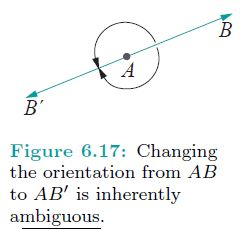 B
A
B′
Figure 6.17: Changing
the orientation from AB
to AB′ is inherently
ambiguous.